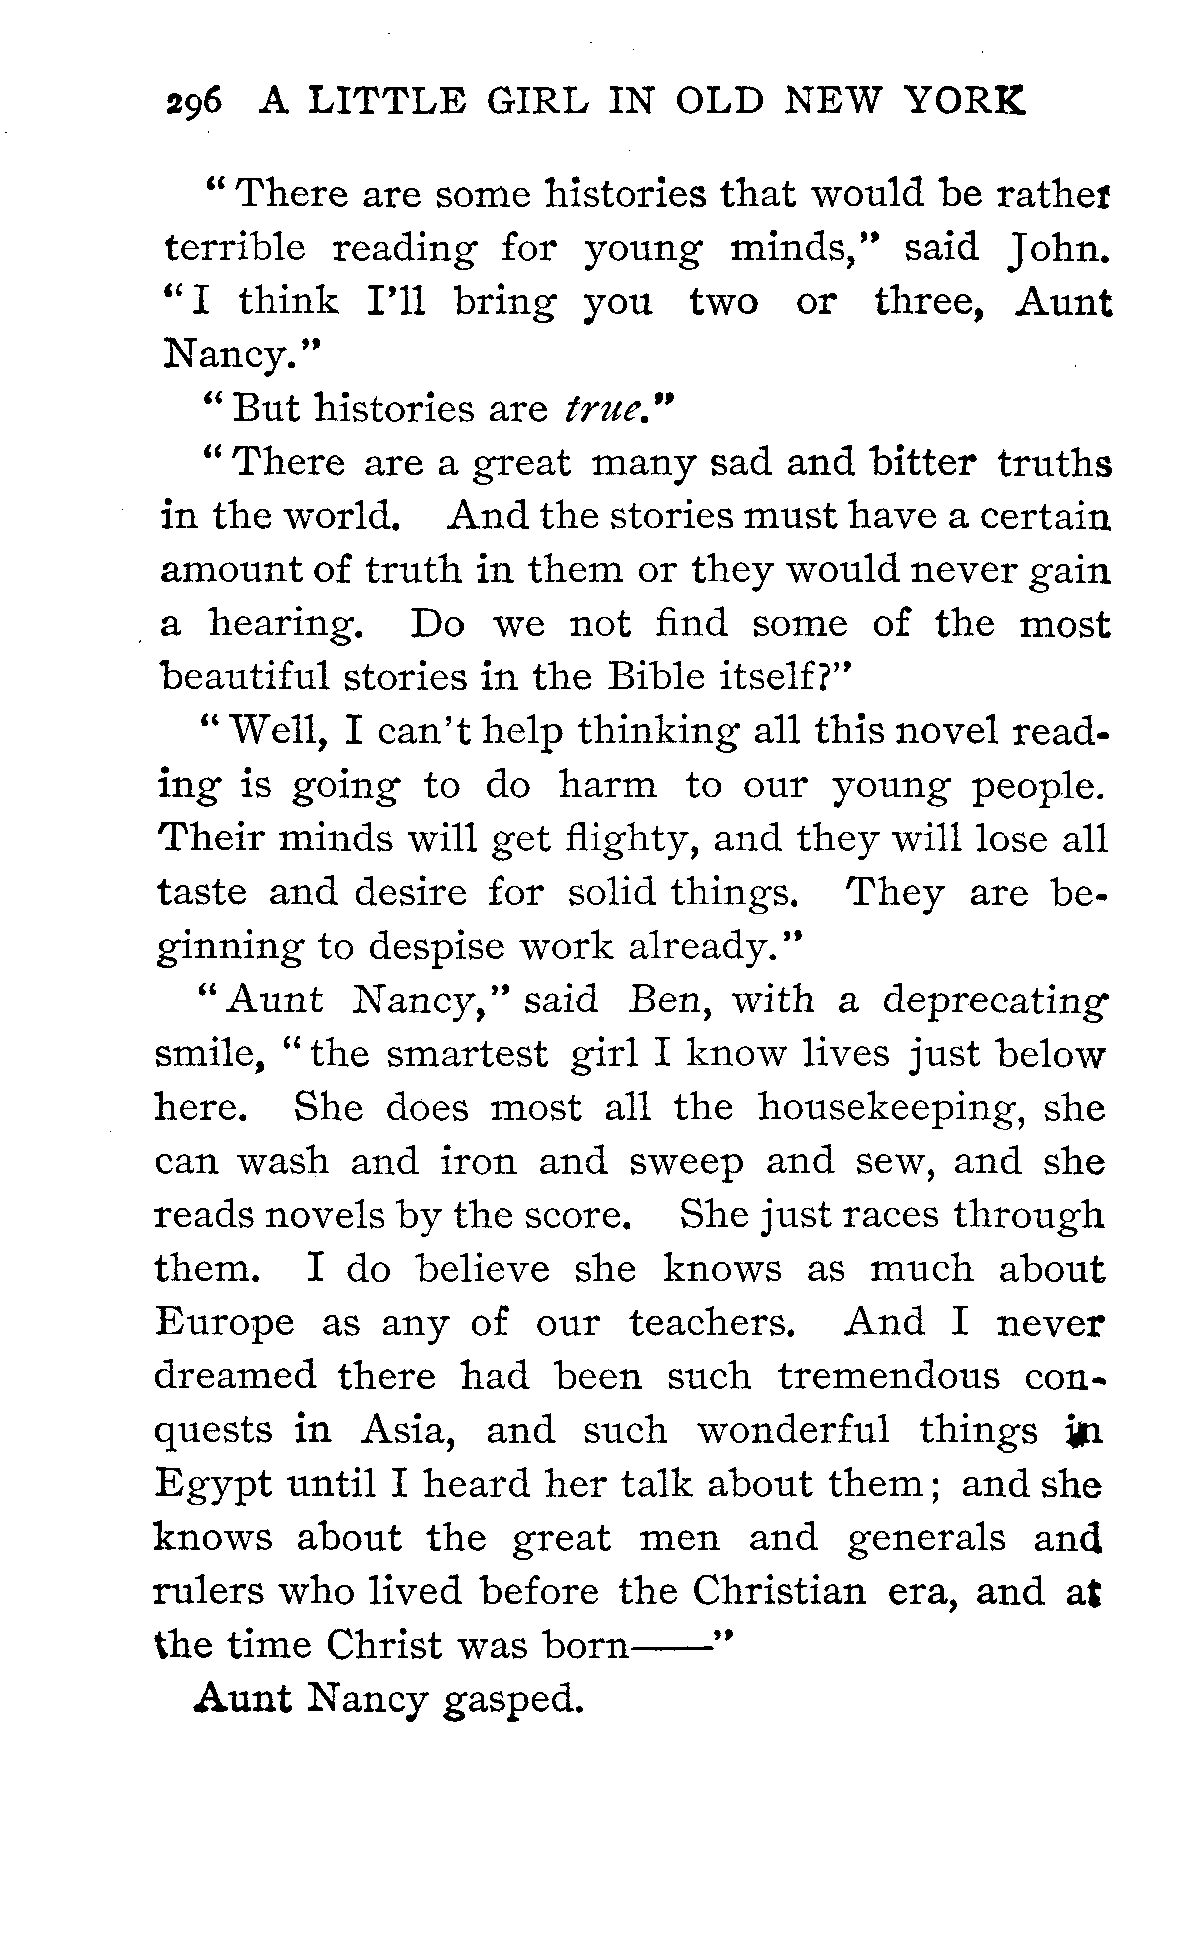 296 A LITTLE GIRL IN OLD NEW YORK
“There are some histories that would be rather
terrible reading for young minds,” said John.
“I think I’ll bring you two or three, Aunt
Nancy.”
“But histories are true.”
“There are a great many sad and bitter truths
in the world. And the stories must have a certain
amount of truth in them or they would never gain
a hearing. Do we not find some of the most
beautiful stories in the Bible itself?”
“Well, I can’t help thinking all this novel read-
ing is going to do harm to our young people.
Their minds will get flighty, and they will lose all
taste and desire for solid things. They are be-
ginning to despise work already.”
“Aunt Nancy,” said Ben, with a deprecating
smile, “the smartest girl I know lives just below
here. She does most all the housekeeping, she
can wash and iron and sweep and sew, and she
reads novels by the score. She just races through
them. I do believe she knows as much about
Europe as any of our teachers. And I never
dreamed there had been such tremendous con-
quests in Asia, and such wonderful things in
Egypt until I heard her talk about them; and she
knows about the great men and generals and
rulers who lived before the Christian era, and at
the time Christ was born——”
Aunt Nancy gasped.